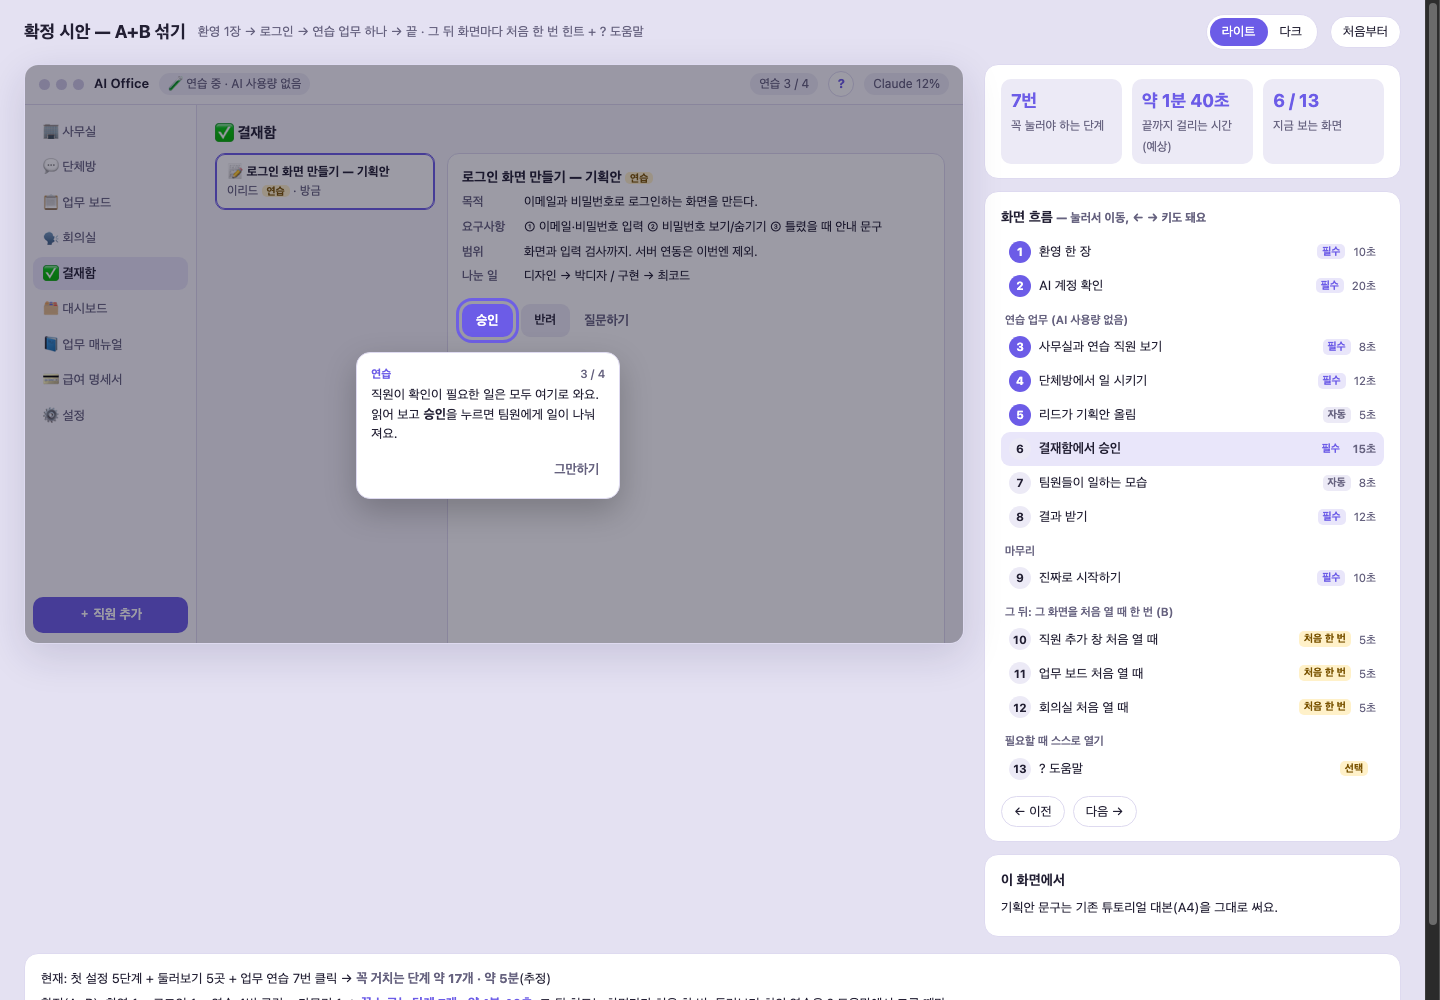 확정 시안 — A+B 섞기
환영 1장 → 로그인 → 연습 업무 하나 → 끝 · 그 뒤 화면마다 처음 한 번 힌트 + ? 도움말
라이트
다크
처음부터
AI Office
연습 중 · AI 사용량 없음
연습 3 / 4
?
Claude 12%
사무실
단체방
업무 보드
회의실
결재함
대시보드
업무 매뉴얼
급여 명세서
설정
+ 직원 추가
결재함
로그인 화면 만들기 — 기획안
이리드 연습 · 방금
로그인 화면 만들기 — 기획안 연습
목적 이메일과 비밀번호로 로그인하는 화면을 만든다.
요구사항 ① 이메일·비밀번호 입력 ② 비밀번호 보기/숨기기 ③ 틀렸을 때 안내 문구
범위 화면과 입력 검사까지. 서버 연동은 이번엔 제외.
나눈 일 디자인 → 박디자 / 구현 → 최코드
승인
반려
질문하기
연습 3 / 4
직원이 확인이 필요한 일은 모두 여기로 와요.
읽어 보고 승인을 누르면 팀원에게 일이 나눠
져요.
그만하기
7번
꼭 눌러야 하는 단계
약 1분 40초
끝까지 걸리는 시간
(예상)
6 / 13
지금 보는 화면
화면 흐름 — 눌러서 이동, ← → 키도 돼요
1 환영 한 장 필수 10초
2 AI 계정 확인 필수 20초
연습 업무 (AI 사용량 없음)
3 사무실과 연습 직원 보기 필수 8초
4 단체방에서 일 시키기 필수 12초
5 리드가 기획안 올림 자동 5초
6 결재함에서 승인 필수 15초
7 팀원들이 일하는 모습 자동 8초
8 결과 받기 필수 12초
마무리
9 진짜로 시작하기 필수 10초
그 뒤: 그 화면을 처음 열 때 한 번 (B)
10 직원 추가 창 처음 열 때 처음 한 번 5초
11 업무 보드 처음 열 때 처음 한 번 5초
12 회의실 처음 열 때 처음 한 번 5초
필요할 때 스스로 열기
13 ? 도움말 선택
← 이전
다음 →
이 화면에서
기획안 문구는 기존 튜토리얼 대본(A4)을 그대로 써요.
현재: 첫 설정 5단계 + 둘러보기 5곳 + 업무 연습 7번 클릭 → 꼭 거치는 단계 약 17개 · 약 5분(추정)